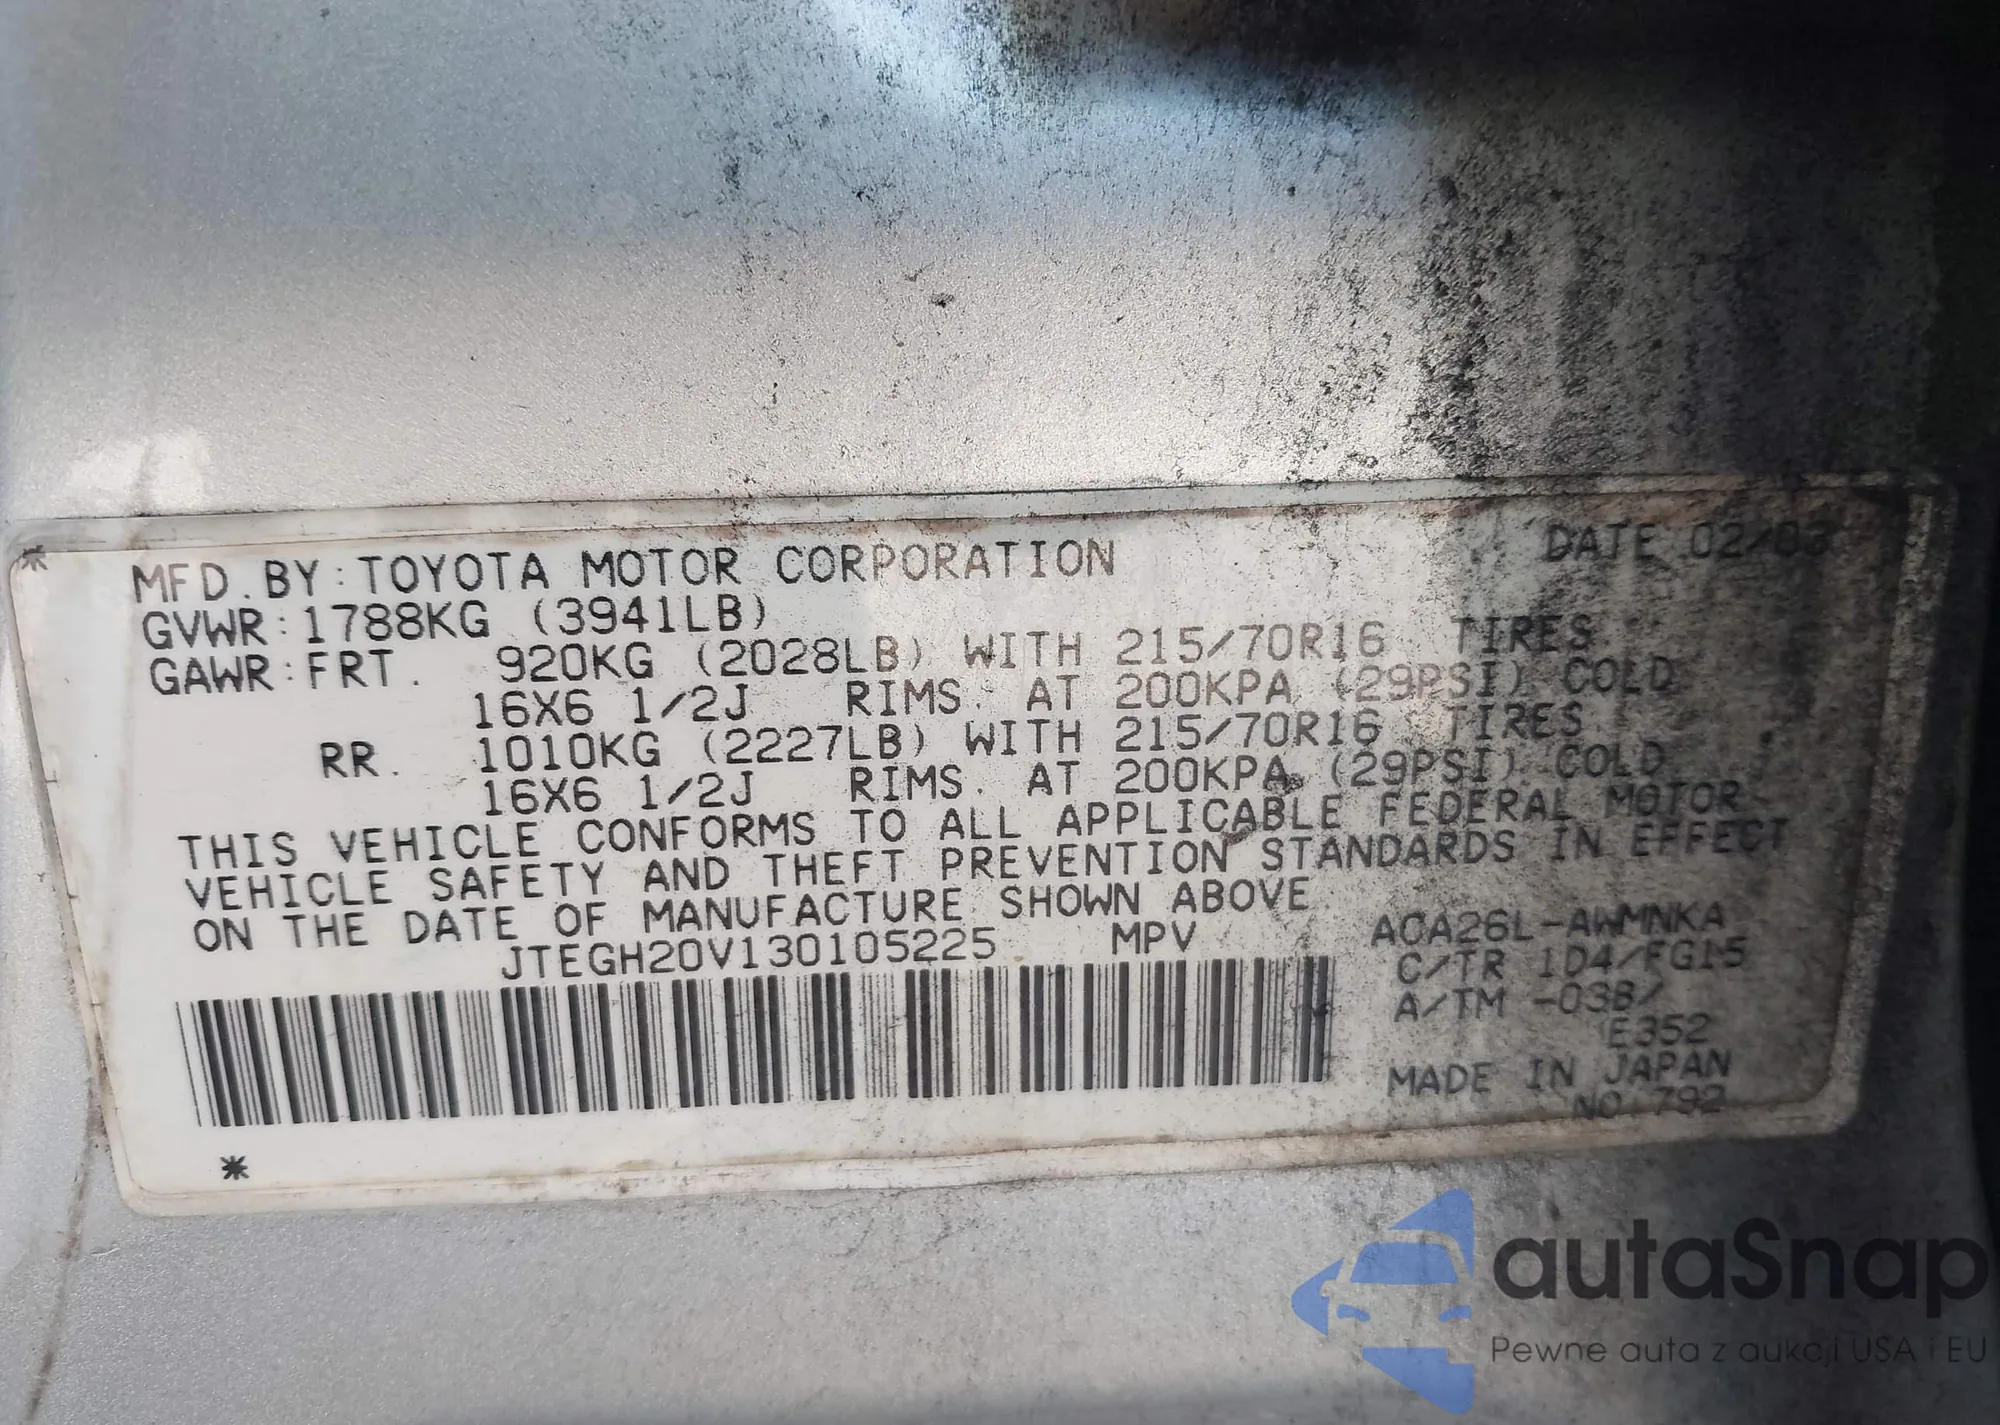 DATE 02/03
MFD. BY: TOYOTA MOTOR CORPORATION
GVWR: 1788KG (3941LB)
GAWR: FRT. 920KG (2028LB) WITH 215/70R16 TIRES
16X6 1/2J RIMS. AT 200KPA (29PSI) COLD
RR. 1010KG (2227LB) WITH 215/70R16 TIRES
16X6 1/2J RIMS. AT 200KPA (29PSI) COLD
THIS VEHICLE CONFORMS TO ALL APPLICABLE FEDERAL MOTOR
VEHICLE SAFETY AND THEFT PREVENTION STANDARDS IN EFFECT
ON THE DATE OF MANUFACTURE SHOWN ABOVE.
JTEGH20V130105225 MPV
ACA26L-AWMNKA
C/TR 1D4/FG15
A/TM -03B/
E352
MADE IN JAPAN
NO. 792
autaSnap
Pewne auta z aukcji USA i EU